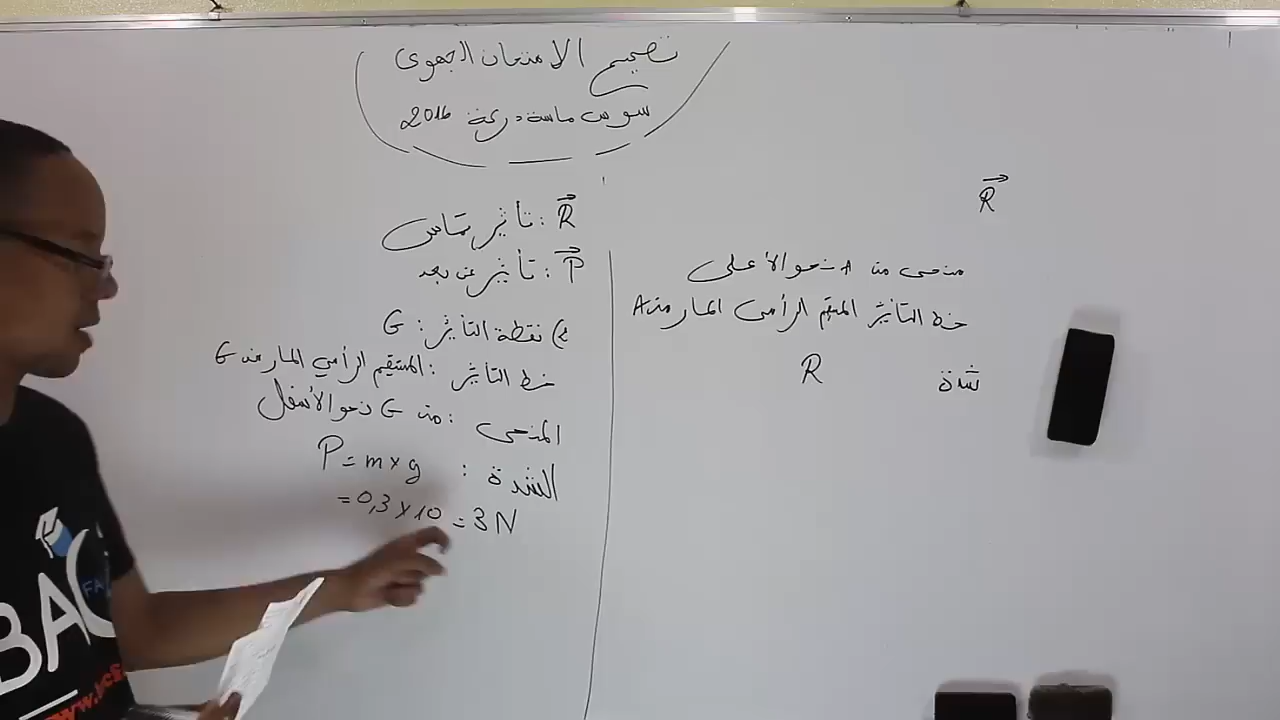 تصحيح الامتحان الجهوي
سوس ماسة درعة 2016
R⃗ : تأثير تماس
P⃗ : تأثير عن بعد
2) نقطة التأثير: G
خط التأثير : المستقيم الرأسي المار من G
المنحى : من G نحو الأسفل
الشدة : P = m × g
= 0,3 × 10 = 3 N
R⃗
منحى من A نحو الأعلى
خط التأثير المستقيم الرأسي المار من A
شدة R
BAC
FA